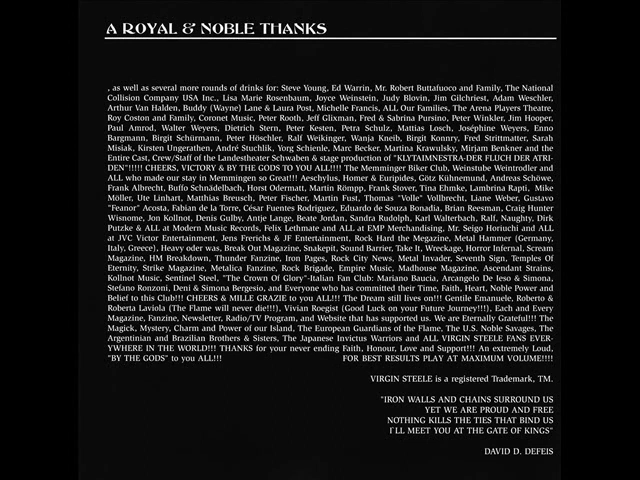 A ROYAL & NOBLE THANKS
, as well as several more rounds of drinks for: Steve Young, Ed Warrin, Mr. Robert Buttafuoco and Family, The National
Collision Company USA Inc., Lisa Marie Rosenbaum, Joyce Weinstein, Judy Blovin, Jim Gilchriest, Adam Weschler,
Arthur Van Halden, Buddy (Wayne) Lane & Laura Post, Michelle Francis, ALL Our Families, The Arena Players Theatre,
Roy Coston and Family, Coronet Music, Peter Rooth, Jeff Glixman, Fred & Sabrina Pursino, Peter Winkler, Jim Hooper,
Paul Amrod, Walter Weyers, Dietrich Stern, Peter Kesten, Petra Schulz, Mattias Losch, Joséphine Weyers, Enno
Bargmann, Birgit Schürmann, Peter Höschler, Ralf Weikinger, Wanja Kneib, Birgit Konnry, Fred Strittmatter, Sarah
Misiak, Kirsten Ungerathen, André Stuchlik, Yorg Schienle, Marc Becker, Martina Krawulsky, Mirjam Benkner and the
Entire Cast, Crew/Staff of the Landestheater Schwaben & stage production of "KLYTAIMNESTRA-DER FLUCH DER ATRI-
DEN"!!!!! CHEERS, VICTORY & BY THE GODS TO YOU ALL!!!! The Memminger Biker Club, Weinstube Weintrodler and
ALL who made our stay in Memmingen so Great!!! Aeschylus, Homer & Euripides, Götz Kühnemund, Andreas Schöwe,
Frank Albrecht, Buffo Schnädelbach, Horst Odermatt, Martin Römpp, Frank Stover, Tina Ehmke, Lambrina Rapti, Mike
Möller, Ute Linhart, Matthias Breusch, Peter Fischer, Martin Fust, Thomas "Volle" Vollbrecht, Liane Weber, Gustavo
"Feanor" Acosta, Fabian de la Torre, César Fuentes Rodriguez, Eduardo de Souza Bonadia, Brian Reesman, Craig Hunter
Wisnome, Jon Kollnot, Denis Gulby, Antje Lange, Beate Jordan, Sandra Rudolph, Karl Walterbach, Ralf, Naughty, Dirk
Putzke & ALL at Modern Music Records, Felix Lethmate and ALL at EMP Merchandising, Mr. Seigo Horiuchi and ALL
at JVC Victor Entertainment, Jens Frerichs & JF Entertainment, Rock Hard the Megazine, Metal Hammer (Germany,
Italy, Greece), Heavy oder was, Break Out Magazine, Snakepit, Sound Barrier, Take It, Wreckage, Horror Infernal, Scream
Magazine, HM Breakdown, Thunder Fanzine, Iron Pages, Rock City News, Metal Invader, Seventh Sign, Temples Of
Eternity, Strike Magazine, Metalica Fanzine, Rock Brigade, Empire Music, Madhouse Magazine, Ascendant Strains,
Kollnot Music, Sentinel Steel, "The Crown Of Glory"-Italian Fan Club: Mariano Baucia, Arcangelo De Ieso & Simona,
Stefano Ronzoni, Deni & Simona Bergesio, and Everyone who has committed their Time, Faith, Heart, Noble Power and
Belief to this Club!!! CHEERS & MILLE GRAZIE to you ALL!!! The Dream still lives on!!! Gentile Emanuele, Roberto &
Roberta Laviola (The Flame will never die!!!), Vivian Roegist (Good Luck on your Future Journey!!!), Each and Every
Magazine, Fanzine, Newsletter, Radio/TV Program, and Website that has supported us. We are Eternally Grateful!!! The
Magick, Mystery, Charm and Power of our Island, The European Guardians of the Flame, The U.S. Noble Savages, The
Argentinian and Brazilian Brothers & Sisters, The Japanese Invictus Warriors and ALL VIRGIN STEELE FANS EVER-
YWHERE IN THE WORLD!!! THANKS for your never ending Faith, Honour, Love and Support!!! An extremely Loud,
"BY THE GODS" to you ALL!!! FOR BEST RESULTS PLAY AT MAXIMUM VOLUME!!!!
VIRGIN STEELE is a registered Trademark, TM.
"IRON WALLS AND CHAINS SURROUND US
YET WE ARE PROUD AND FREE
NOTHING KILLS THE TIES THAT BIND US
I`LL MEET YOU AT THE GATE OF KINGS"
DAVID D. DEFEIS